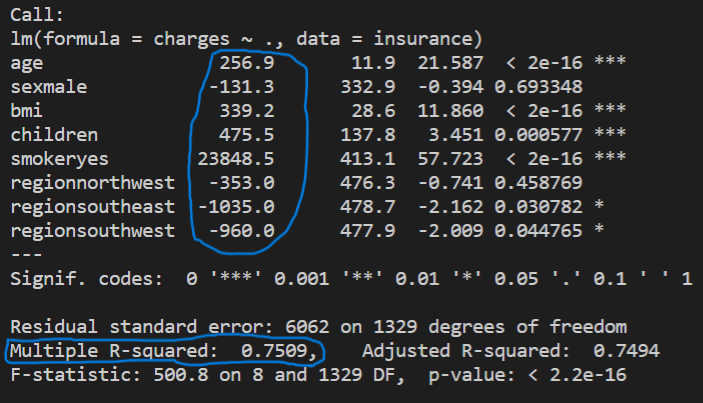 Call:
lm(formula = charges ~ ., data = insurance)
age 256.9 11.9 21.587 < 2e-16 ***
sexmale -131.3 332.9 -0.394 0.693348
bmi 339.2 28.6 11.860 < 2e-16 ***
children 475.5 137.8 3.451 0.000577 ***
smokeryes 23848.5 413.1 57.723 < 2e-16 ***
regionnorthwest -353.0 476.3 -0.741 0.458769
regionsoutheast -1035.0 478.7 -2.162 0.030782 *
regionsouthwest -960.0 477.9 -2.009 0.044765 *
---
Signif. codes: 0 '***' 0.001 '**' 0.01 '*' 0.05 '.' 0.1 ' ' 1
Residual standard error: 6062 on 1329 degrees of freedom
Multiple R-squared: 0.7509, Adjusted R-squared: 0.7494
F-statistic: 500.8 on 8 and 1329 DF, p-value: < 2.2e-16